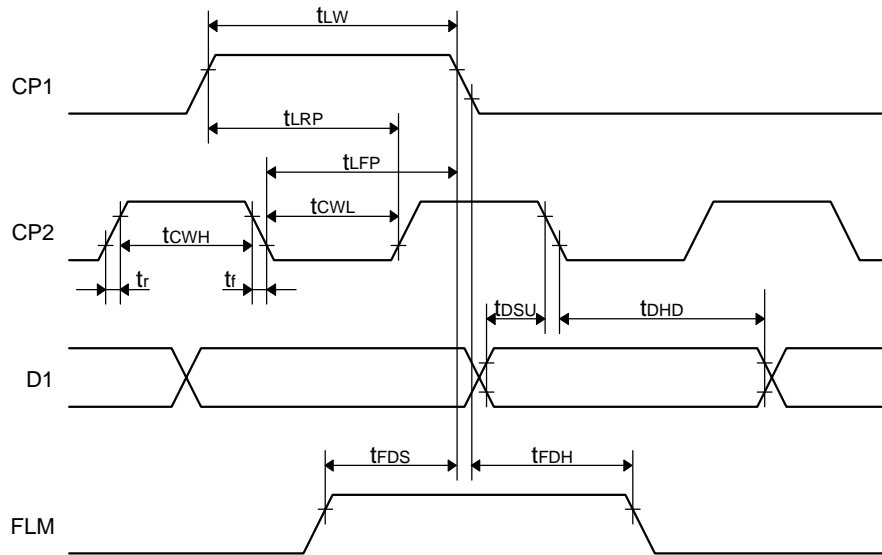 tLW
CP1
tLRP
tLFP
tCWL
CP2
tCWH
tr
tf
tDSU
tDHD
D1
tFDS
tFDH
FLM